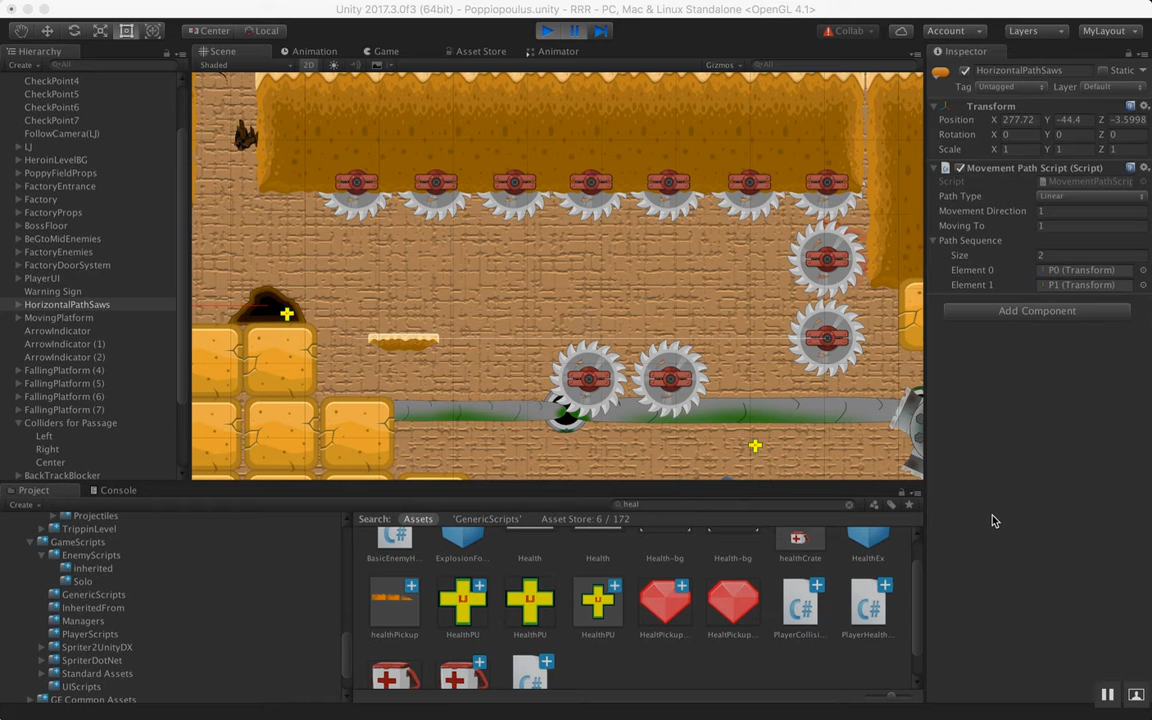 Unity 2017.3.0f3 (64bit) - Poppiopoulus.unity - RRR - PC, Mac & Linux Standalone <OpenGL 4.1>
Center Local Collab Account Layers MyLayout
Hierarchy
Create All
CheckPoint4
CheckPoint5
CheckPoint6
CheckPoint7
FollowCamera(LJ)
LJ
HeroinLevelBG
PoppyFieldProps
FactoryEntrance
Factory
FactoryProps
BossFloor
BeGtoMidEnemies
FactoryEnemies
FactoryDoorSystem
PlayerUI
Warning Sign
HorizontalPathSaws
MovingPlatform
ArrowIndicator
ArrowIndicator (1)
ArrowIndicator (2)
FallingPlatform (4)
FallingPlatform (5)
FallingPlatform (6)
FallingPlatform (7)
Colliders for Passage
Left
Right
Center
BackTrackBlocker
Scene Animation Game Asset Store Animator
Shaded 2D Gizmos All
Inspector
HorizontalPathSaws Static
Tag Untagged Layer Default
Transform
Position X 277.72 Y -44.4 Z -3.5998
Rotation X 0 Y 0 Z 0
Scale X 1 Y 1 Z 1
Movement Path Script (Script)
Script MovementPathScrip
Path Type Linear
Movement Direction 1
Moving To 1
Path Sequence
Size 2
Element 0 P0 (Transform)
Element 1 P1 (Transform)
Add Component
Project Console
Create heal
Projectiles
TrippinLevel
GameScripts
EnemyScripts
inherited
Solo
GenericScripts
InheritedFrom
Managers
PlayerScripts
Spriter2UnityDX
SpriterDotNet
Standard Assets
UIScripts
GF Common Assets
Search: Assets 'GenericScripts' Asset Store: 6 / 172
BasicEnemyH... ExplosionFo... Health Health Health-bg Health-bg healthCrate HealthEx
healthPickup HealthPU HealthPU HealthPU HealtPickup... HealtPickup... PlayerCollisi... PlayerHealth...